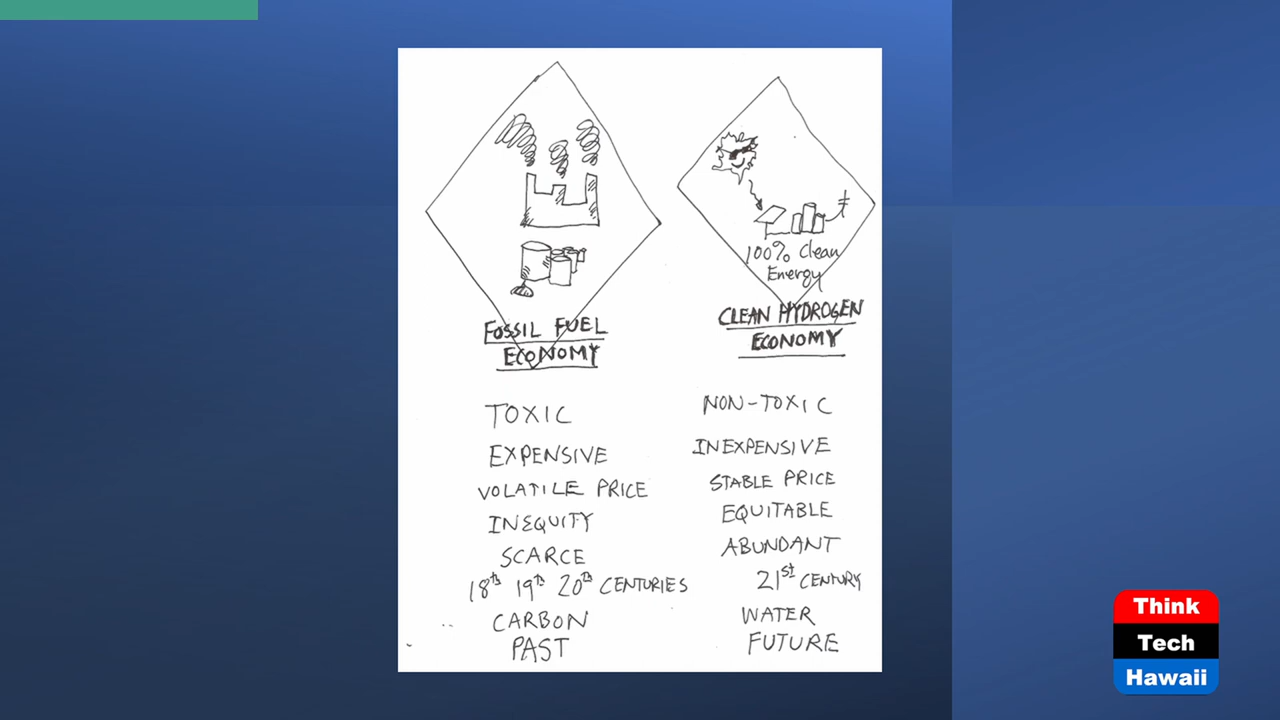 100% Clean
Energy
FOSSIL FUEL
ECONOMY
TOXIC
EXPENSIVE
VOLATILE PRICE
INEQUITY
SCARCE
18th 19th 20th CENTURIES
CARBON
PAST
CLEAN HYDROGEN
ECONOMY
NON-TOXIC
INEXPENSIVE
STABLE PRICE
EQUITABLE
ABUNDANT
21st CENTURY
WATER
FUTURE
Think
Tech
Hawaii